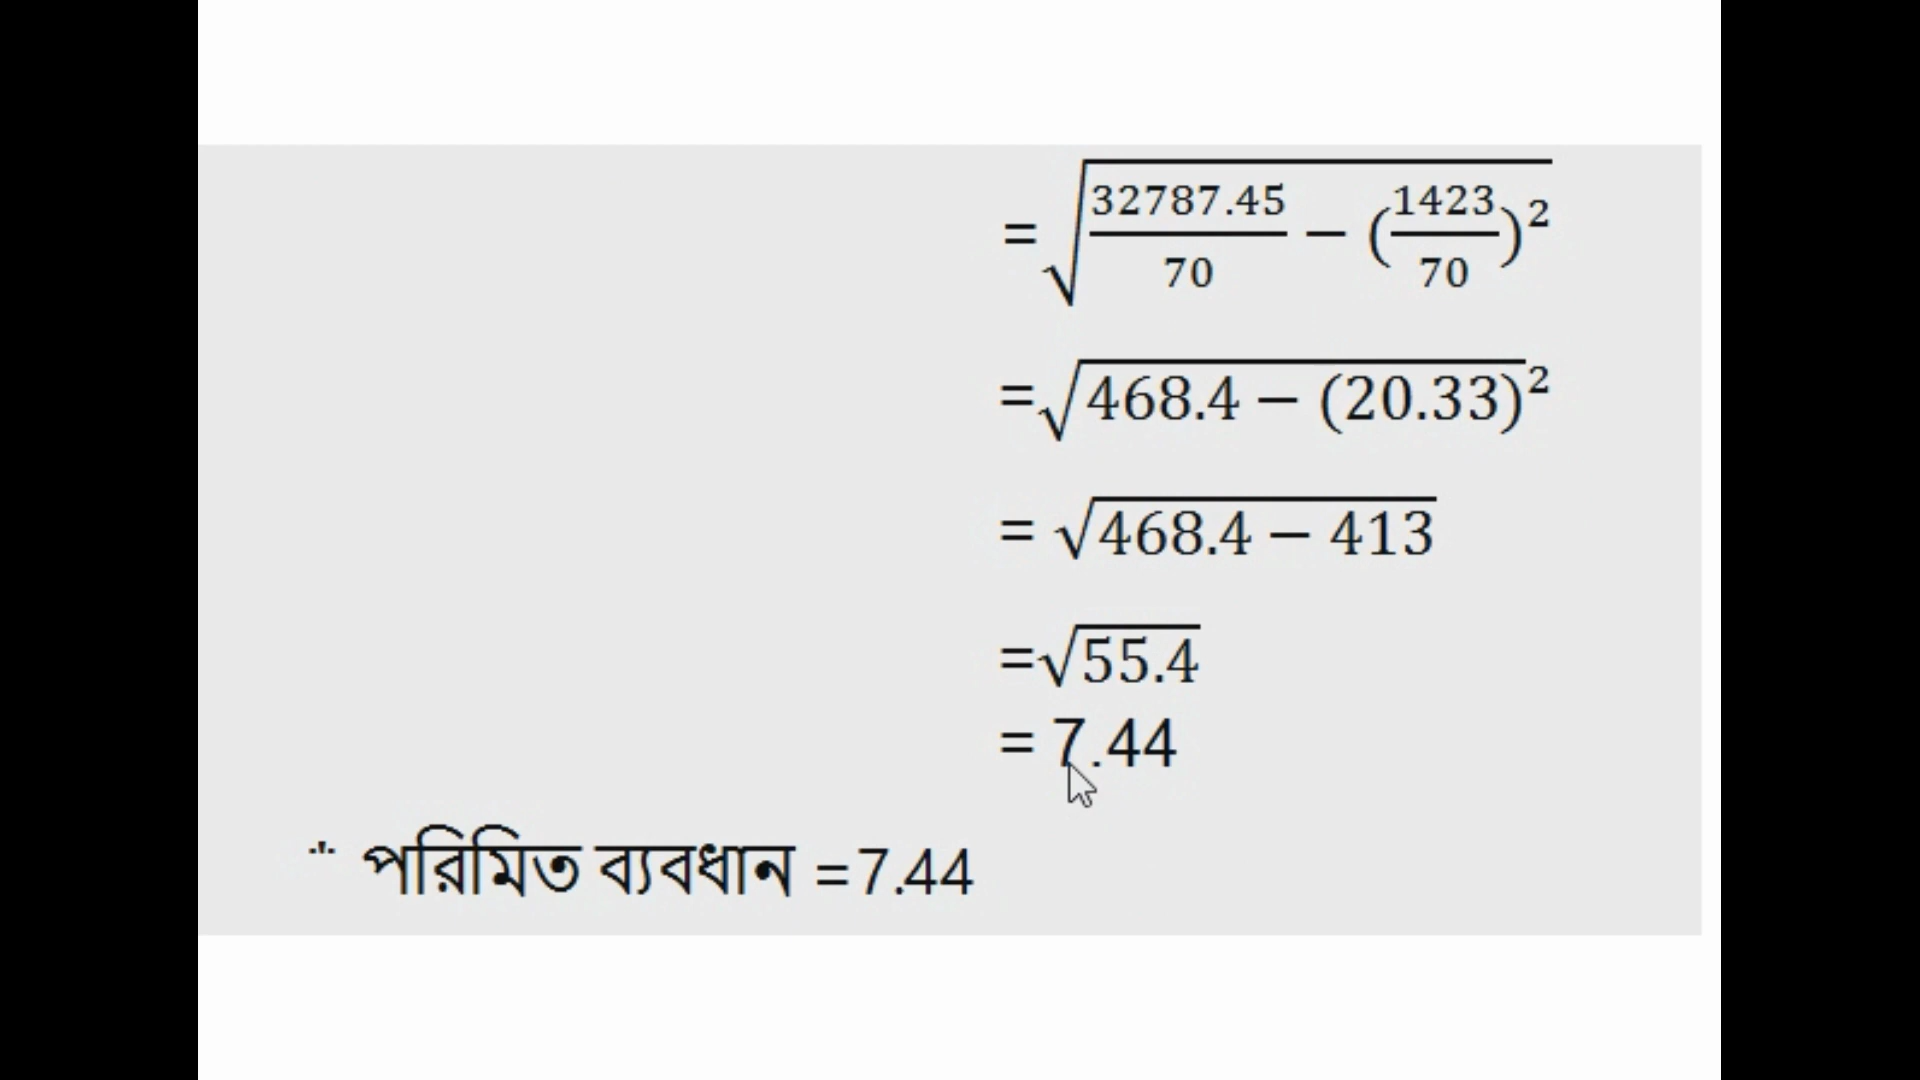 = √(32787.45/70 − (1423/70)²)
=√(468.4 − (20.33)²)
= √(468.4 − 413)
=√55.4
= 7.44
∴ পরিমিত ব্যবধান =7.44